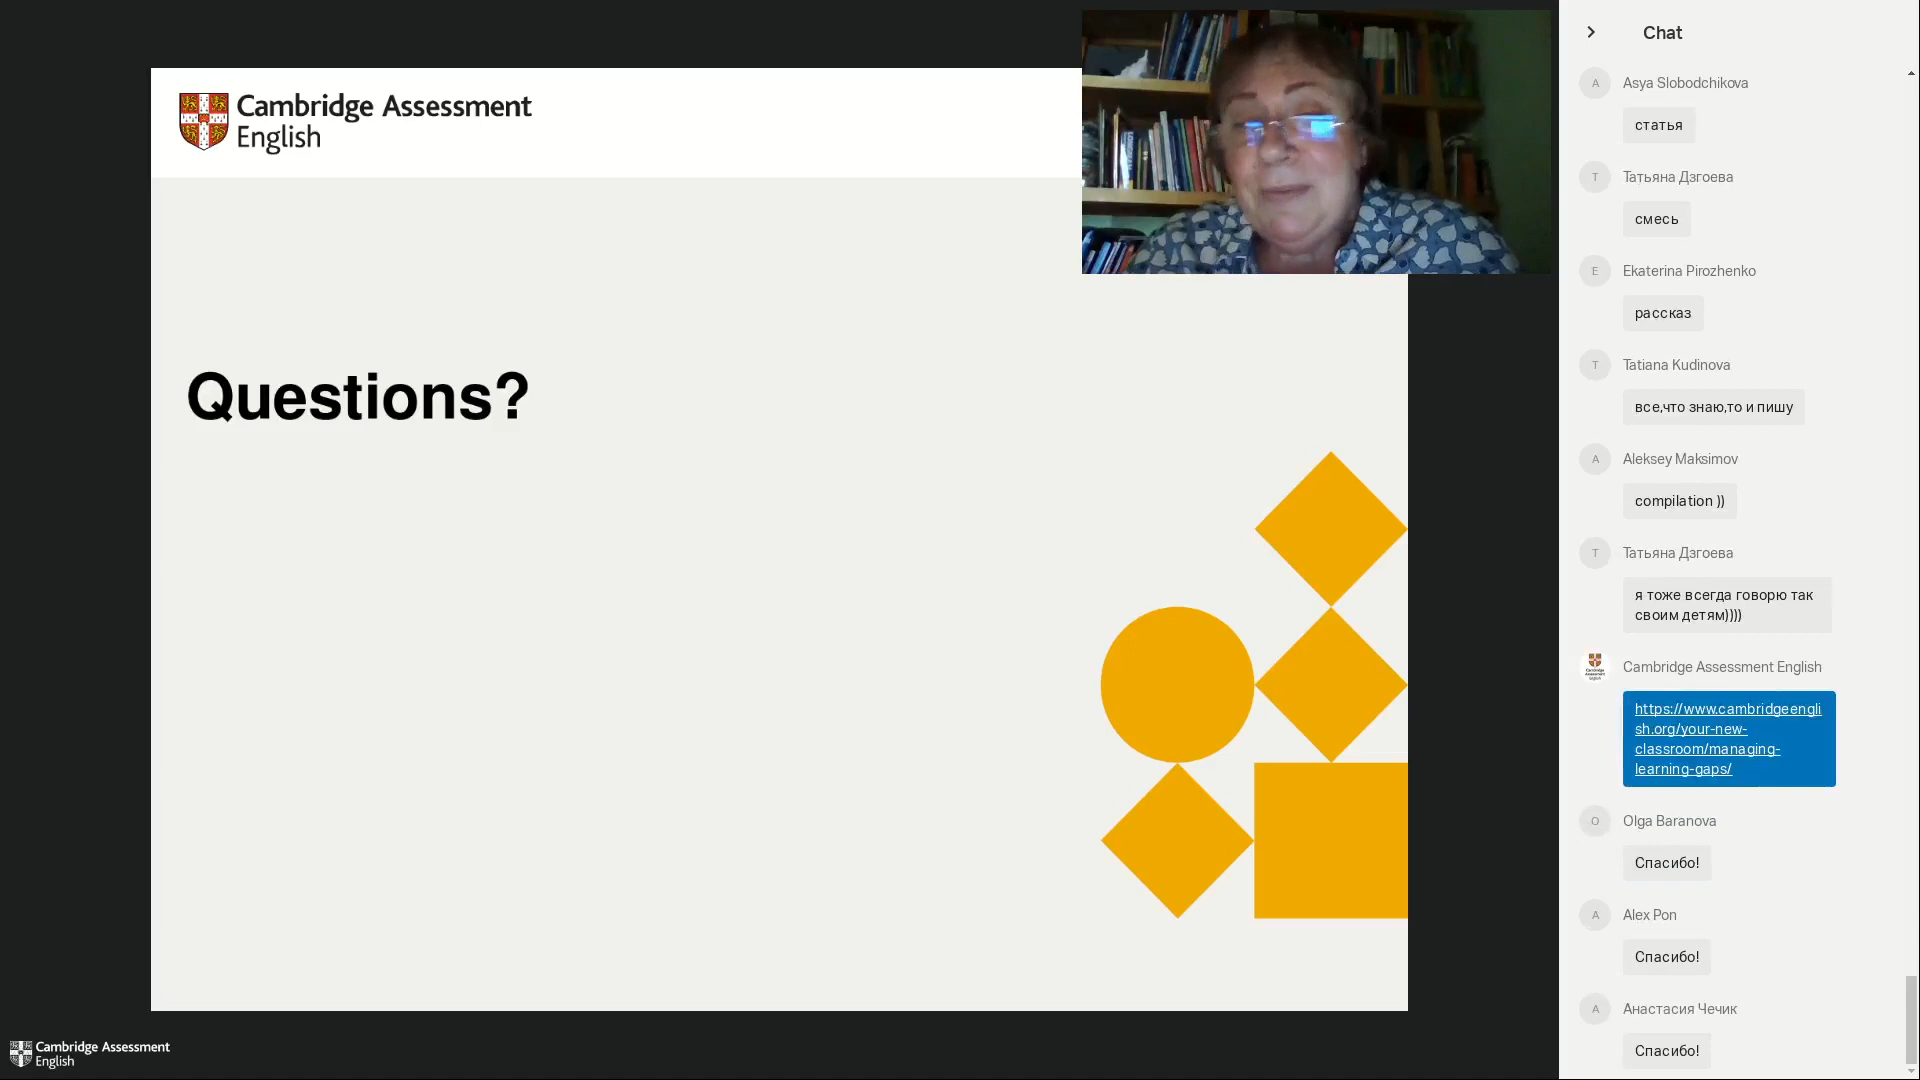 Cambridge Assessment
English
Questions?
Cambridge Assessment
English
Chat
A
Asya Slobodchikova
статья
Т
Татьяна Дзгоева
смесь
E
Ekaterina Pirozhenko
рассказ
T
Tatiana Kudinova
все,что знаю,то и пишу
A
Aleksey Maksimov
compilation ))
Т
Татьяна Дзгоева
я тоже всегда говорю так
своим детям))))
Cambridge Assessment English
https://www.cambridgeengli
sh.org/your-new-
classroom/managing-
learning-gaps/
O
Olga Baranova
Спасибо!
A
Alex Pon
Спасибо!
А
Анастасия Чечик
Спасибо!